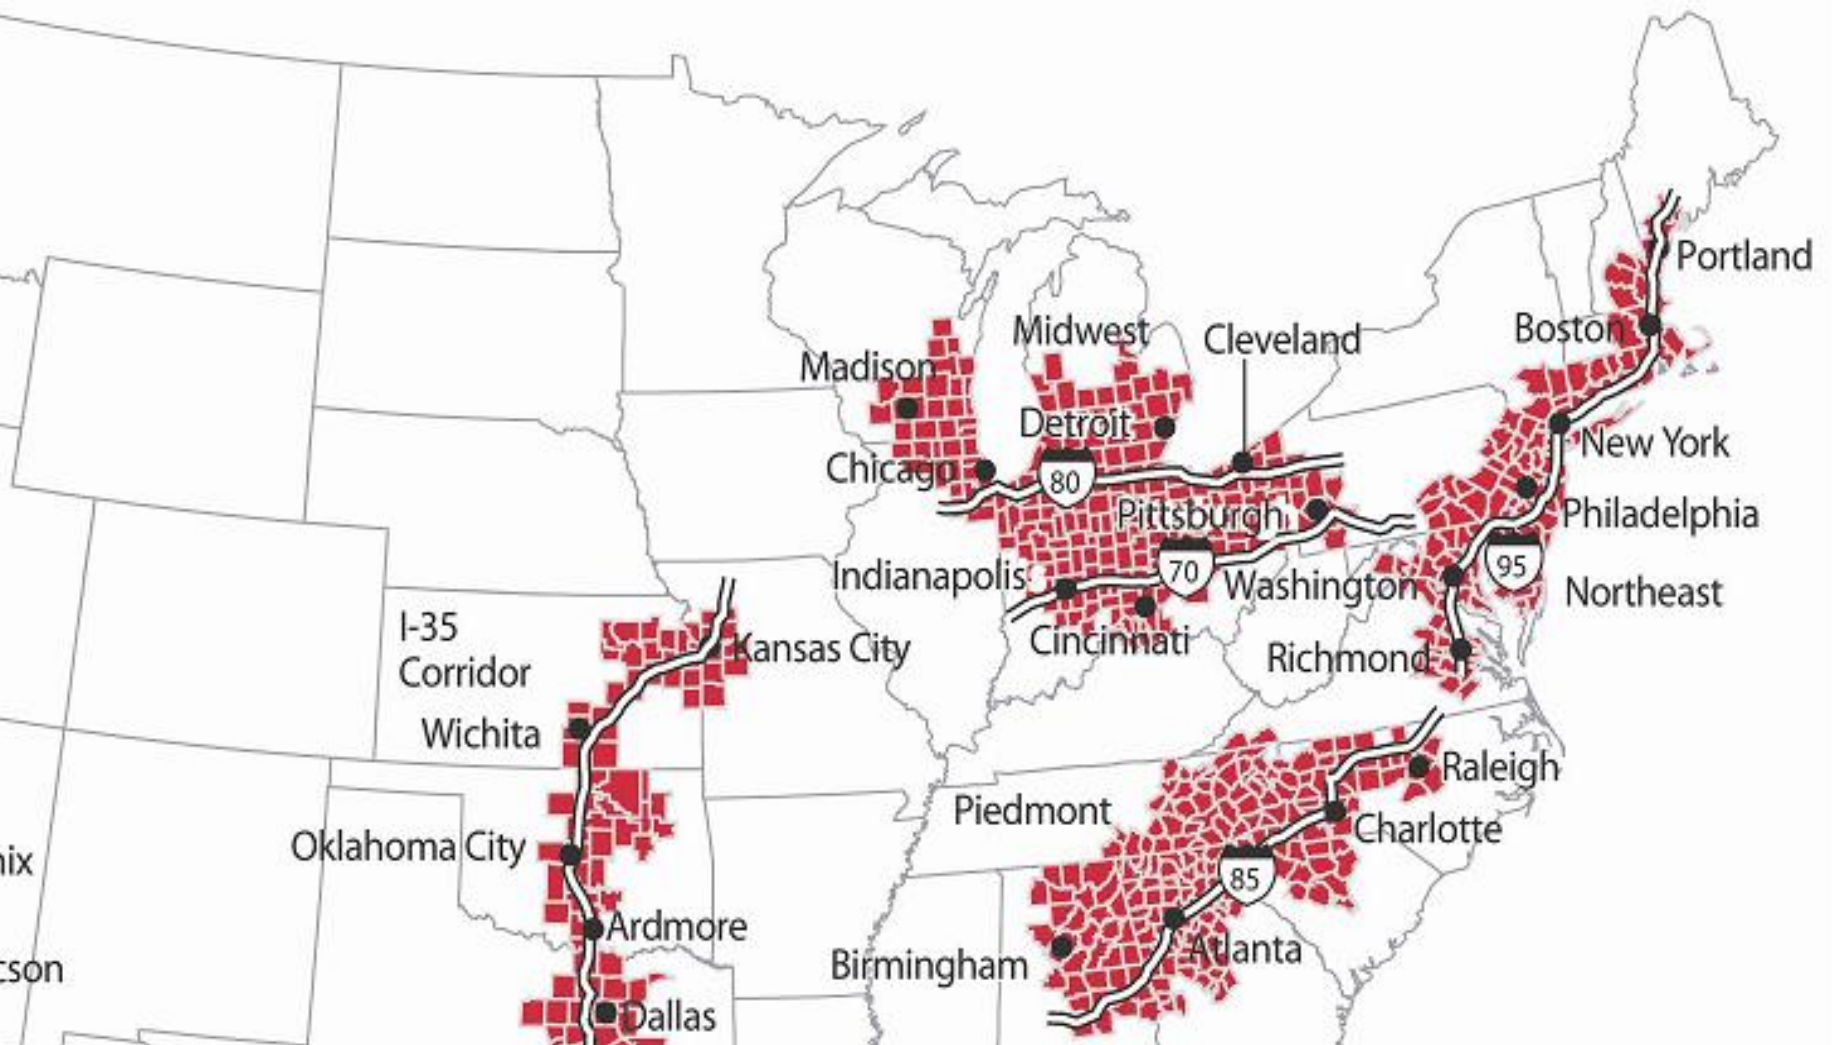 Portland
Boston
Midwest
Cleveland
Madison
Detroit
New York
Chicago
80
Pittsburgh
Philadelphia
70
95
Indianapolis
Washington
Northeast
I-35
Corridor
Kansas City
Cincinnati
Richmond
Wichita
Raleigh
Piedmont
Charlotte
Oklahoma City
85
Ardmore
Atlanta
Birmingham
Dallas